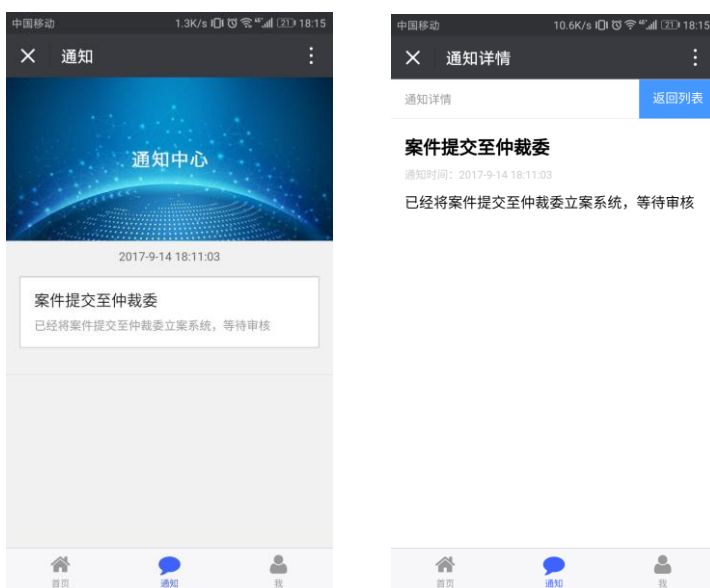 中国移动 1.3K/s 4G 21 18:15
通知
通知中心
2017-9-14 18:11:03
案件提交至仲裁委
已经将案件提交至仲裁委立案系统，等待审核
首页 通知 我
中国移动 10.6K/s 4G 21 18:15
通知详情
通知详情 返回列表
案件提交至仲裁委
通知时间：2017-9-14 18:11:03
已经将案件提交至仲裁委立案系统，等待审核
首页 通知 我